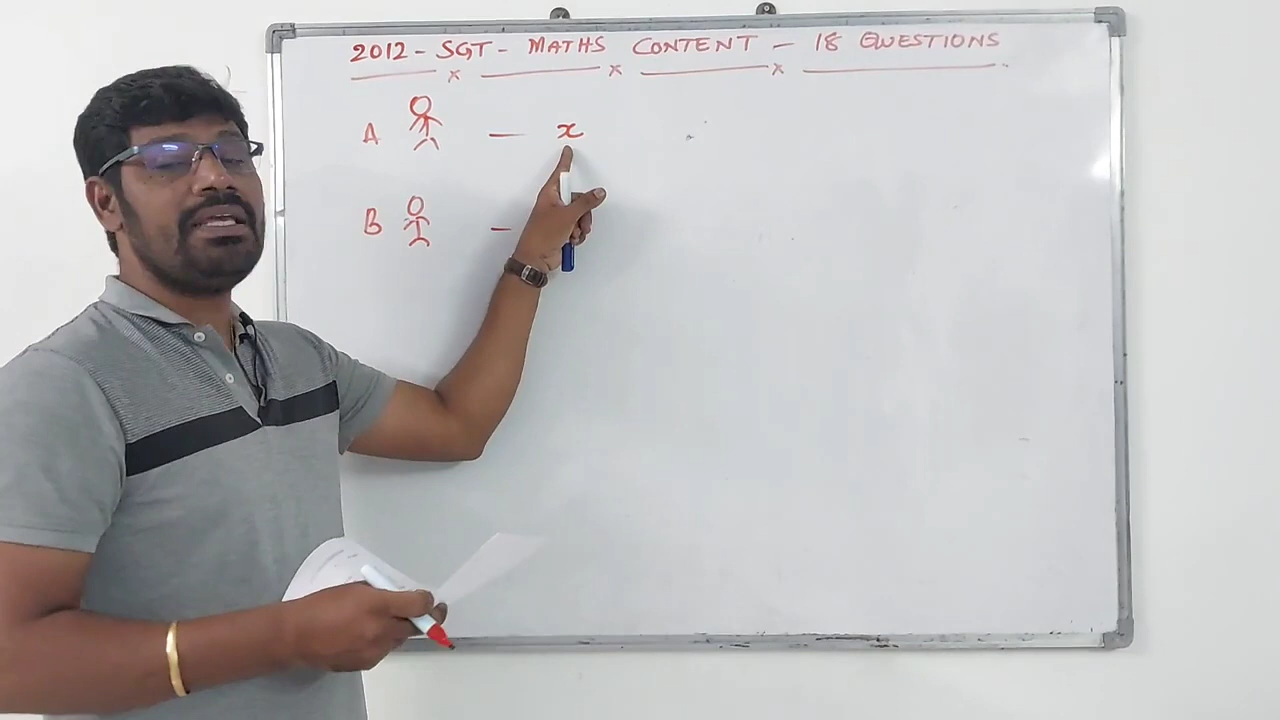 2012 - SGT - MATHS CONTENT - 18 QUESTIONS
A — x
B —